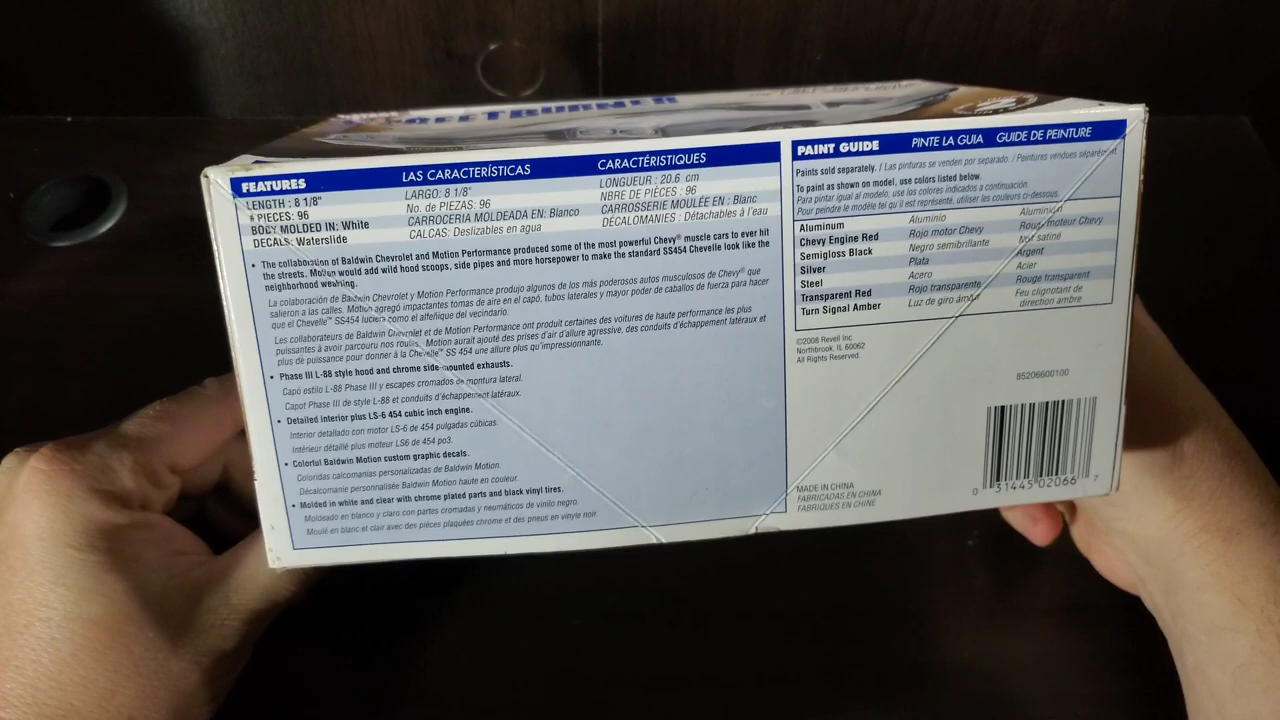 FEATURES LAS CARACTERÍSTICAS CARACTÉRISTIQUES
LENGTH : 8 1/8" LARGO: 8 1/8" LONGUEUR : 20.6 cm
# PIECES: 96 No. de PIEZAS: 96 NBRE DE PIÈCES : 96
BODY MOLDED IN: White CARROCERIA MOLDEADA EN: Blanco CARROSSERIE MOULÉE EN : Blanc
DECALS: Waterslide CALCAS: Deslizables en agua DÉCALOMANIES : Détachables à l'eau
• The collaboration of Baldwin Chevrolet and Motion Performance produced some of the most powerful Chevy® muscle cars to ever hit
the streets. Motion would add wild hood scoops, side pipes and more horsepower to make the standard SS454 Chevelle look like the
neighborhood weakling.
La colaboración de Baldwin Chevrolet y Motion Performance produjo algunos de los más poderosos autos musculosos de Chevy® que
salieron a las calles. Motion agregó impactantes tomas de aire en el capó, tubos laterales y mayor poder de caballos de fuerza para hacer
que el Chevelle™ SS454 luciera como el alfeñique del vecindario.
Les collaborateurs de Baldwin Chevrolet et de Motion Performance ont produit certaines des voitures de haute performance les plus
puissantes à avoir parcouru nos routes. Motion aurait ajouté des prises d'air d'allure agressive, des conduits d'échappement latéraux et
plus de puissance pour donner à la Chevelle™ SS 454 une allure plus qu'impressionnante.
• Phase III L-88 style hood and chrome side-mounted exhausts.
Capó estilo L-88 Phase III y escapes cromados de montura lateral.
Capot Phase III de style L-88 et conduits d'échappement latéraux.
• Detailed interior plus LS-6 454 cubic inch engine.
Interior detallado con motor LS-6 de 454 pulgadas cúbicas.
Intérieur détaillé plus moteur LS6 de 454 po3.
• Colorful Baldwin Motion custom graphic decals.
Coloridas calcomanías personalizadas de Baldwin Motion.
Décalcomanie personnalisée Baldwin Motion haute en couleur.
• Molded in white and clear with chrome plated parts and black vinyl tires.
Moldeado en blanco y claro con partes cromadas y neumáticos de vinilo negro.
Moulé en blanc et clair avec des pièces plaquées chrome et des pneus en vinyle noir.
PAINT GUIDE PINTE LA GUIA GUIDE DE PEINTURE
Paints sold separately. / Las pinturas se venden por separado. / Peintures vendues séparément.
To paint as shown on model, use colors listed below.
Para pintar igual al modelo, use los colores indicados a continuación.
Pour peindre le modèle tel qu'il est représenté, utiliser les couleurs ci-dessous.
Aluminum Aluminio Aluminium
Chevy Engine Red Rojo motor Chevy Rouge moteur Chevy
Semigloss Black Negro semibrillante Noir satiné
Silver Plata Argent
Steel Acero Acier
Transparent Red Rojo transparente Rouge transparent
Turn Signal Amber Luz de giro ámbar Feu clignotant de
direction ambre
©2008 Revell Inc
Northbrook, IL 60062
All Rights Reserved.
85206600100
MADE IN CHINA
FABRICADAS EN CHINA
FABRIQUÉS EN CHINE
0 31445 02066 7